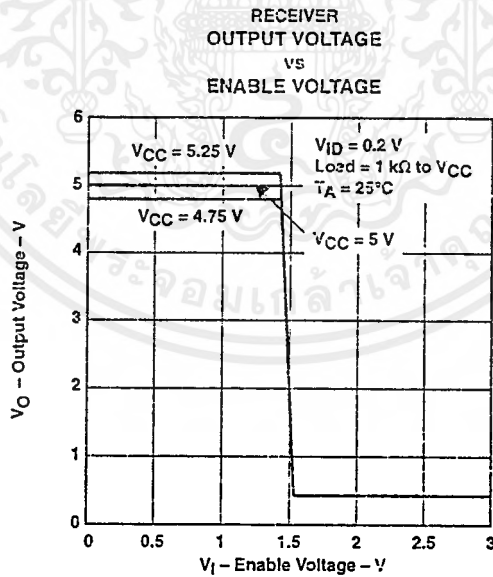 RECEIVER
OUTPUT VOLTAGE
vs
ENABLE VOLTAGE
6
5
4
3
2
1
0
VO – Output Voltage – V
VCC = 5.25 V
VCC = 4.75 V
VCC = 5 V
VID = 0.2 V
Load = 1 kΩ to VCC
TA = 25°C
0 0.5 1 1.5 2 2.5 3
VI – Enable Voltage – V